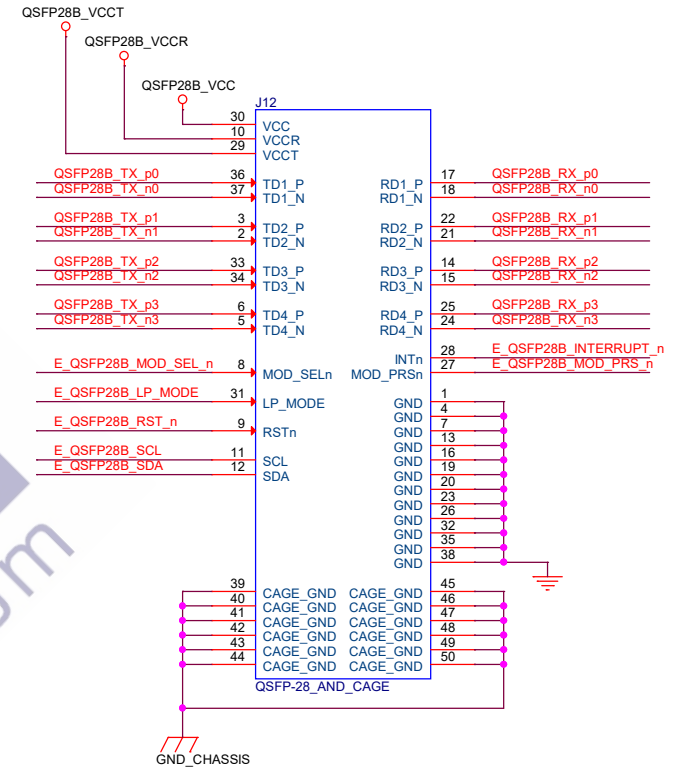 QSFP28B_VCCT
QSFP28B_VCCR
QSFP28B_VCC
J12
30 VCC
10 VCCR
29 VCCT
QSFP28B_TX_p0 36 TD1_P RD1_P 17 QSFP28B_RX_p0
QSFP28B_TX_n0 37 TD1_N RD1_N 18 QSFP28B_RX_n0
QSFP28B_TX_p1 3 TD2_P RD2_P 22 QSFP28B_RX_p1
QSFP28B_TX_n1 2 TD2_N RD2_N 21 QSFP28B_RX_n1
QSFP28B_TX_p2 33 TD3_P RD3_P 14 QSFP28B_RX_p2
QSFP28B_TX_n2 34 TD3_N RD3_N 15 QSFP28B_RX_n2
QSFP28B_TX_p3 6 TD4_P RD4_P 25 QSFP28B_RX_p3
QSFP28B_TX_n3 5 TD4_N RD4_N 24 QSFP28B_RX_n3
INTn 28 E_QSFP28B_INTERRUPT_n
E_QSFP28B_MOD_SEL_n 8 MOD_SELn MOD_PRSn 27 E_QSFP28B_MOD_PRS_n
E_QSFP28B_LP_MODE 31 LP_MODE GND 1
GND 4
E_QSFP28B_RST_n 9 RSTn GND 7
GND 13
E_QSFP28B_SCL 11 SCL GND 16
E_QSFP28B_SDA 12 SDA GND 19
GND 20
GND 23
GND 26
GND 32
GND 35
GND 38
39 CAGE_GND CAGE_GND 45
40 CAGE_GND CAGE_GND 46
41 CAGE_GND CAGE_GND 47
42 CAGE_GND CAGE_GND 48
43 CAGE_GND CAGE_GND 49
44 CAGE_GND CAGE_GND 50
QSFP-28_AND_CAGE
GND_CHASSIS